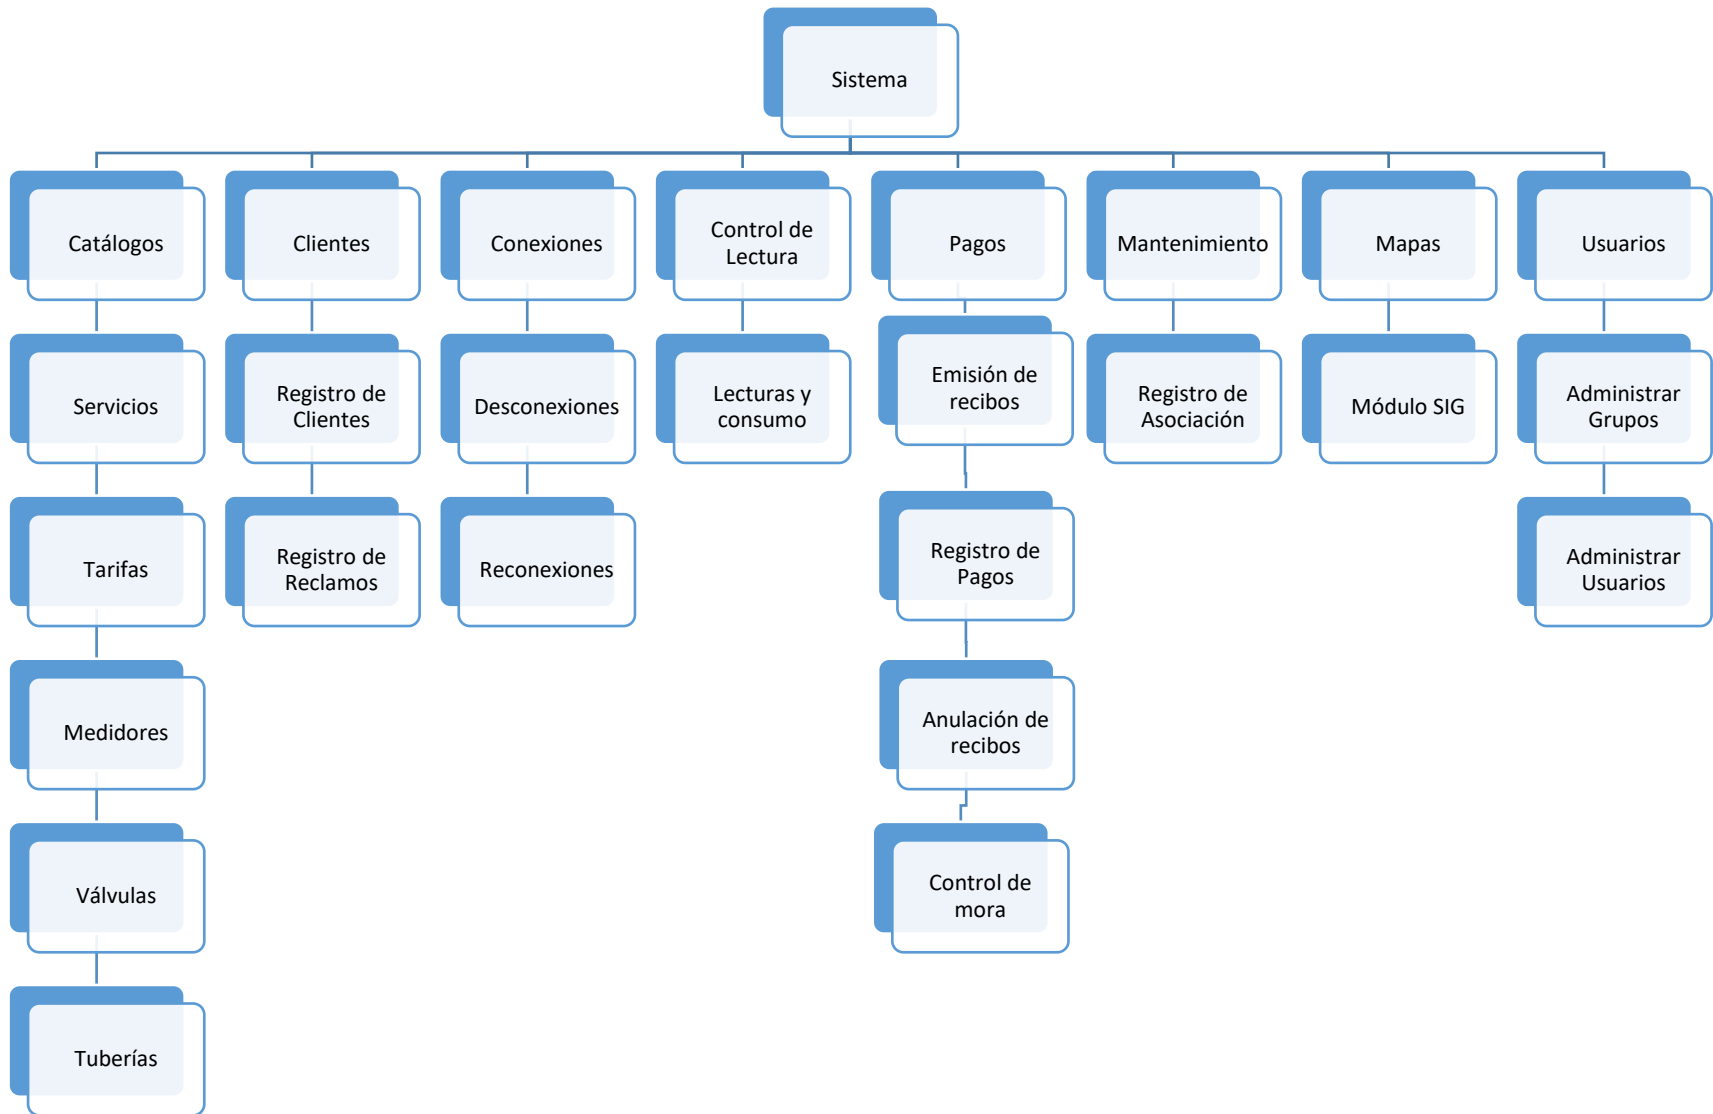 Sistema
Catálogos
Clientes
Conexiones
Control de
Lectura
Pagos
Mantenimiento
Mapas
Usuarios
Servicios
Registro de
Clientes
Desconexiones
Lecturas y
consumo
Emisión de
recibos
Registro de
Asociación
Módulo SIG
Administrar
Grupos
Tarifas
Registro de
Reclamos
Reconexiones
Registro de
Pagos
Administrar
Usuarios
Medidores
Anulación de
recibos
Válvulas
Control de
mora
Tuberías